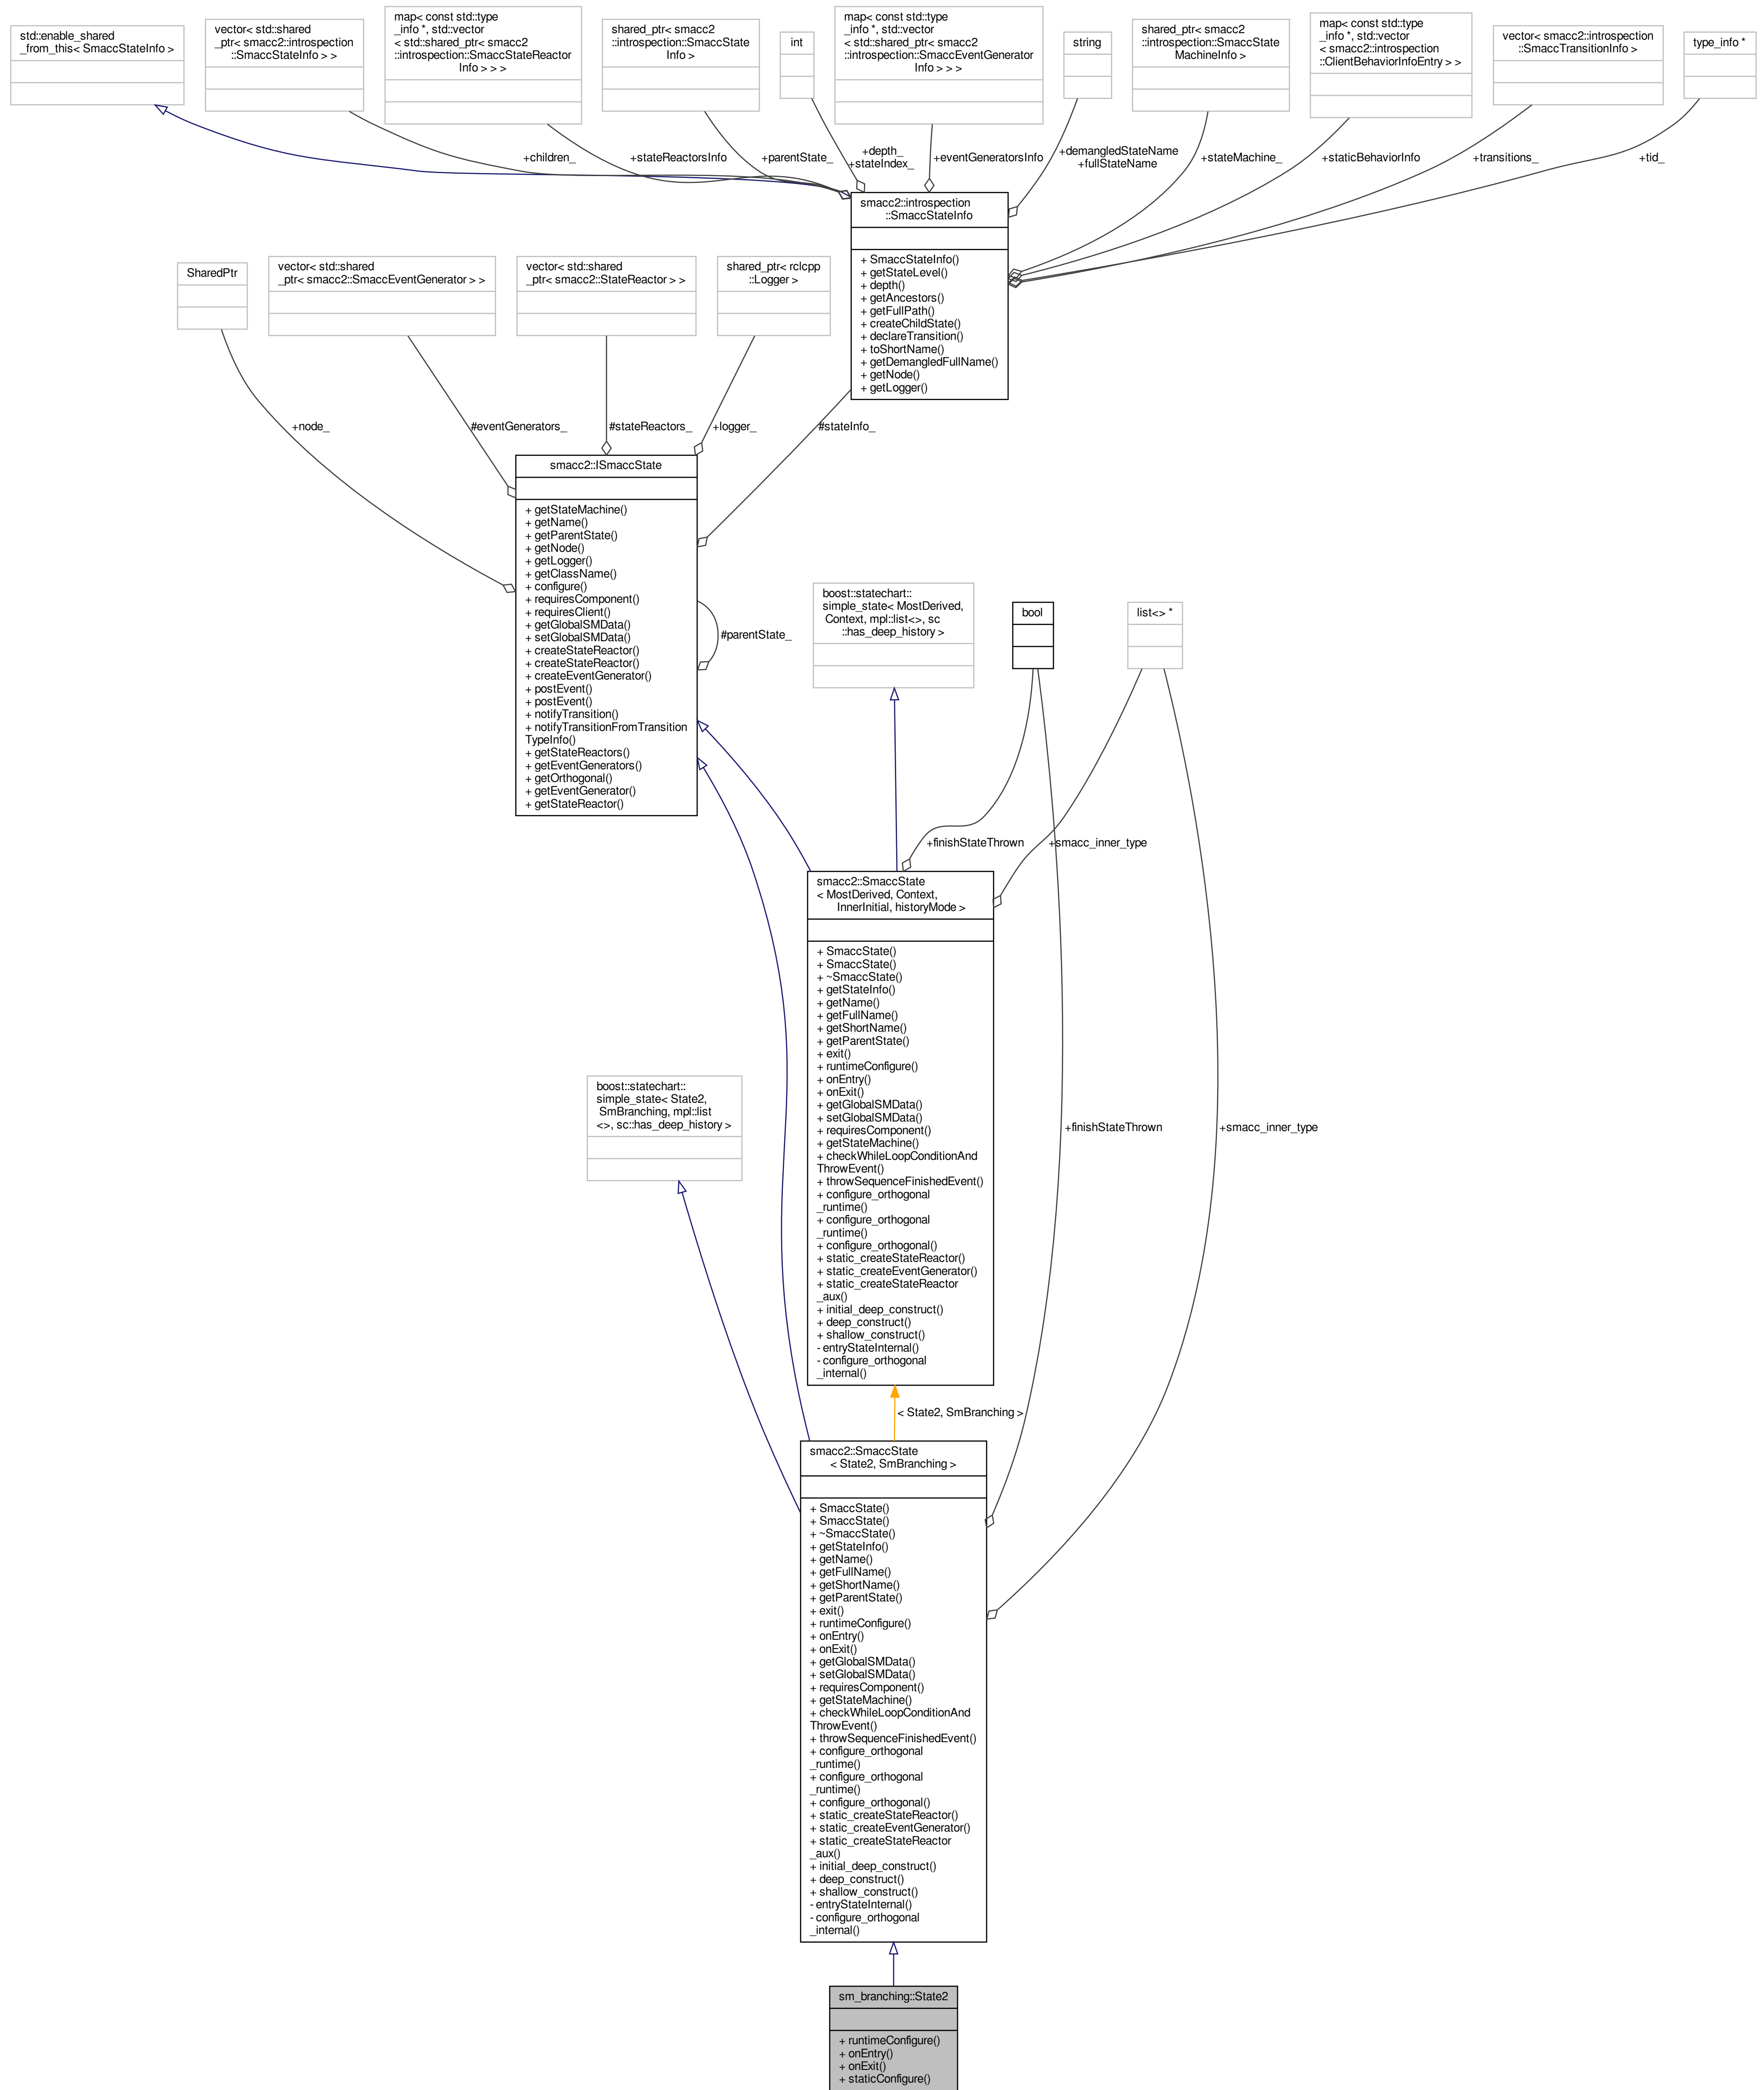 std::enable_shared
_from_this< SmaccStateInfo >
vector< std::shared
_ptr< smacc2::introspection
::SmaccStateInfo > >
map< const std::type
_info *, std::vector
< std::shared_ptr< smacc2
::introspection::SmaccStateReactor
Info > > >
shared_ptr< smacc2
::introspection::SmaccState
Info >
int
map< const std::type
_info *, std::vector
< std::shared_ptr< smacc2
::introspection::SmaccEventGenerator
Info > > >
string
shared_ptr< smacc2
::introspection::SmaccState
MachineInfo >
map< const std::type
_info *, std::vector
< smacc2::introspection
::ClientBehaviorInfoEntry > >
vector< smacc2::introspection
::SmaccTransitionInfo >
type_info *
+children_
+stateReactorsInfo
+parentState_
+depth_
+stateIndex_
+eventGeneratorsInfo
+demangledStateName
+fullStateName
+stateMachine_
+staticBehaviorInfo
+transitions_
+tid_
smacc2::introspection
::SmaccStateInfo
+ SmaccStateInfo()
+ getStateLevel()
+ depth()
+ getAncestors()
+ getFullPath()
+ createChildState()
+ declareTransition()
+ toShortName()
+ getDemangledFullName()
+ getNode()
+ getLogger()
SharedPtr
vector< std::shared
_ptr< smacc2::SmaccEventGenerator > >
vector< std::shared
_ptr< smacc2::StateReactor > >
shared_ptr< rclcpp
::Logger >
+node_
#eventGenerators_
#stateReactors_
+logger_
#stateInfo_
smacc2::ISmaccState
+ getStateMachine()
+ getName()
+ getParentState()
+ getNode()
+ getLogger()
+ getClassName()
+ configure()
+ requiresComponent()
+ requiresClient()
+ getGlobalSMData()
+ setGlobalSMData()
+ createStateReactor()
+ createStateReactor()
+ createEventGenerator()
+ postEvent()
+ postEvent()
+ notifyTransition()
+ notifyTransitionFromTransition
TypeInfo()
+ getStateReactors()
+ getEventGenerators()
+ getOrthogonal()
+ getEventGenerator()
+ getStateReactor()
#parentState_
boost::statechart::
simple_state< MostDerived,
Context, mpl::list<>, sc
::has_deep_history >
bool
list<> *
+finishStateThrown
+smacc_inner_type
smacc2::SmaccState
< MostDerived, Context,
InnerInitial, historyMode >
+ SmaccState()
+ SmaccState()
+ ~SmaccState()
+ getStateInfo()
+ getName()
+ getFullName()
+ getShortName()
+ getParentState()
+ exit()
+ runtimeConfigure()
+ onEntry()
+ onExit()
+ getGlobalSMData()
+ setGlobalSMData()
+ requiresComponent()
+ getStateMachine()
+ checkWhileLoopConditionAnd
ThrowEvent()
+ throwSequenceFinishedEvent()
+ configure_orthogonal
_runtime()
+ configure_orthogonal
_runtime()
+ configure_orthogonal()
+ static_createStateReactor()
+ static_createEventGenerator()
+ static_createStateReactor
_aux()
+ initial_deep_construct()
+ deep_construct()
+ shallow_construct()
- entryStateInternal()
- configure_orthogonal
_internal()
boost::statechart::
simple_state< State2,
SmBranching, mpl::list
<>, sc::has_deep_history >
+finishStateThrown
+smacc_inner_type
< State2, SmBranching >
smacc2::SmaccState
< State2, SmBranching >
+ SmaccState()
+ SmaccState()
+ ~SmaccState()
+ getStateInfo()
+ getName()
+ getFullName()
+ getShortName()
+ getParentState()
+ exit()
+ runtimeConfigure()
+ onEntry()
+ onExit()
+ getGlobalSMData()
+ setGlobalSMData()
+ requiresComponent()
+ getStateMachine()
+ checkWhileLoopConditionAnd
ThrowEvent()
+ throwSequenceFinishedEvent()
+ configure_orthogonal
_runtime()
+ configure_orthogonal
_runtime()
+ configure_orthogonal()
+ static_createStateReactor()
+ static_createEventGenerator()
+ static_createStateReactor
_aux()
+ initial_deep_construct()
+ deep_construct()
+ shallow_construct()
- entryStateInternal()
- configure_orthogonal
_internal()
sm_branching::State2
+ runtimeConfigure()
+ onEntry()
+ onExit()
+ staticConfigure()